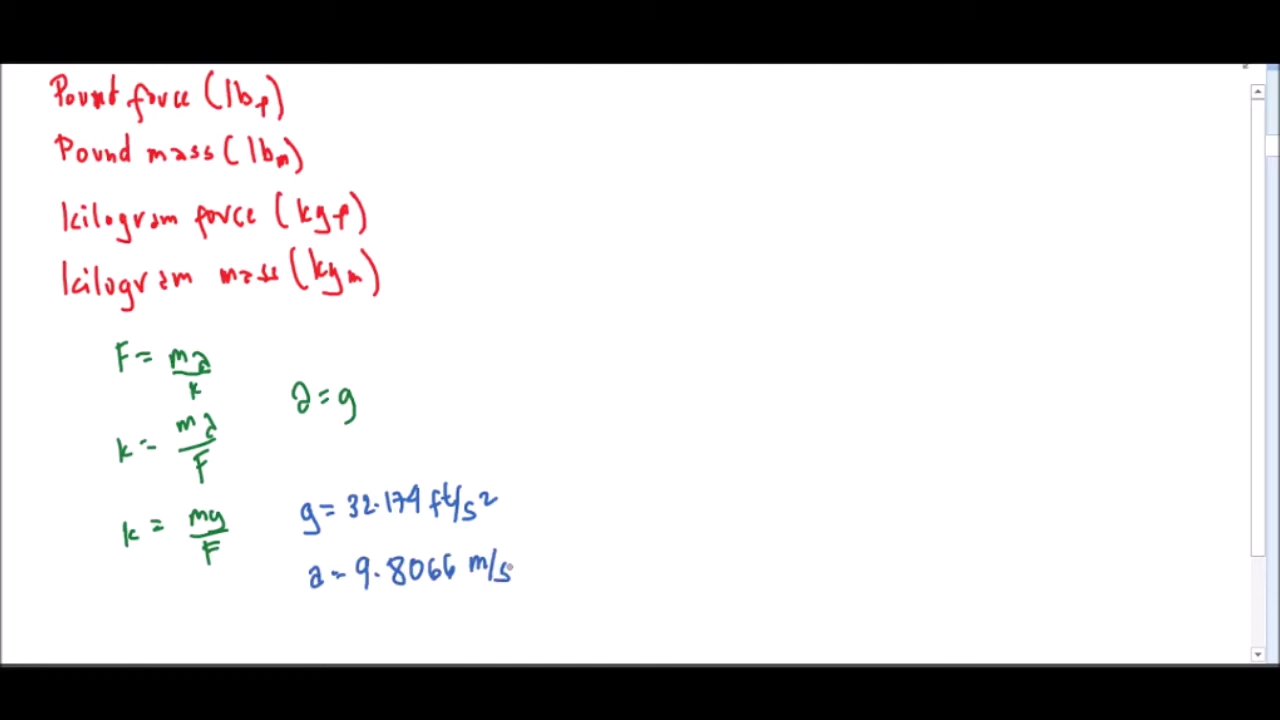 Pound force (lbf)
Pound mass (lbm)
kilogram force (kgf)
kilogram mass (kgm)
F = ma/k
a = g
k = ma/F
g = 32.174 ft/s²
k = mg/F
a = 9.8066 m/s